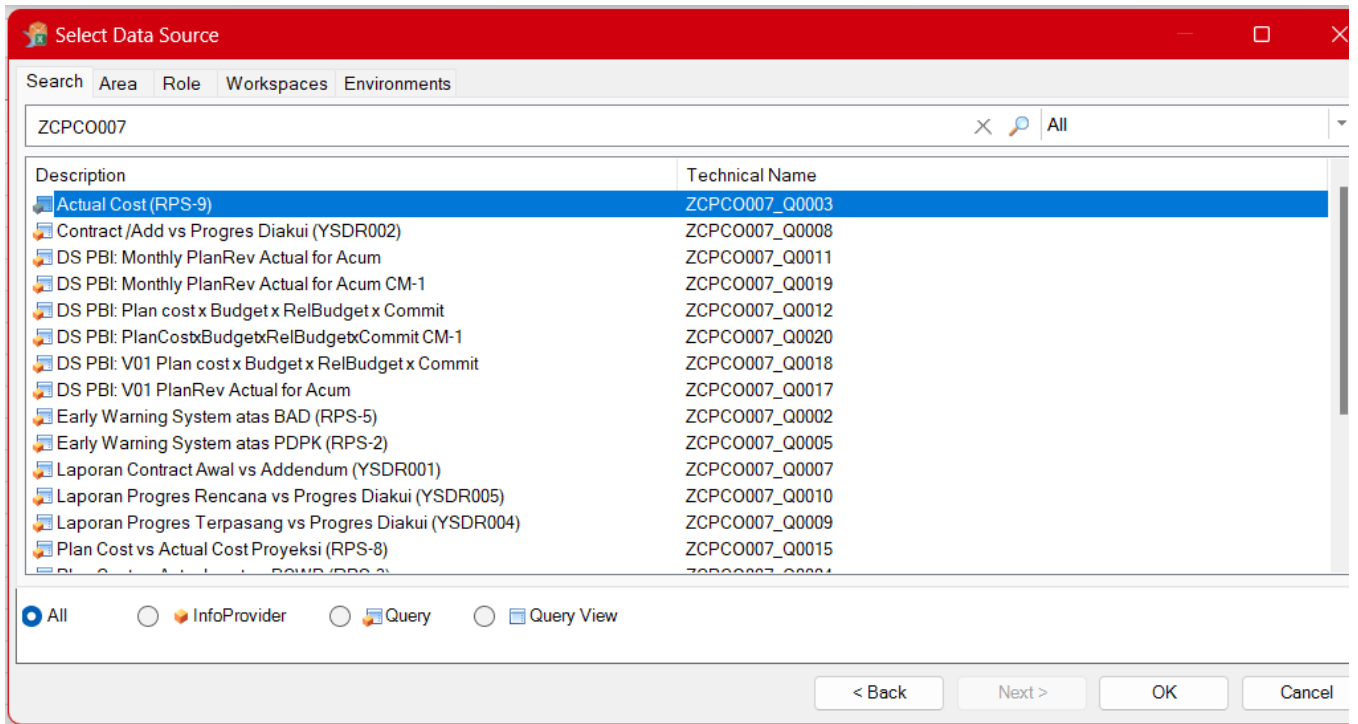 Select Data Source
Search Area Role Workspaces Environments
ZCPCO007 All
Description Technical Name
Actual Cost (RPS-9) ZCPCO007_Q0003
Contract /Add vs Progres Diakui (YSDR002) ZCPCO007_Q0008
DS PBI: Monthly PlanRev Actual for Acum ZCPCO007_Q0011
DS PBI: Monthly PlanRev Actual for Acum CM-1 ZCPCO007_Q0019
DS PBI: Plan cost x Budget x RelBudget x Commit ZCPCO007_Q0012
DS PBI: PlanCostxBudgetxRelBudgetxCommit CM-1 ZCPCO007_Q0020
DS PBI: V01 Plan cost x Budget x RelBudget x Commit ZCPCO007_Q0018
DS PBI: V01 PlanRev Actual for Acum ZCPCO007_Q0017
Early Warning System atas BAD (RPS-5) ZCPCO007_Q0002
Early Warning System atas PDPK (RPS-2) ZCPCO007_Q0005
Laporan Contract Awal vs Addendum (YSDR001) ZCPCO007_Q0007
Laporan Progres Rencana vs Progres Diakui (YSDR005) ZCPCO007_Q0010
Laporan Progres Terpasang vs Progres Diakui (YSDR004) ZCPCO007_Q0009
Plan Cost vs Actual Cost Proyeksi (RPS-8) ZCPCO007_Q0015
All InfoProvider Query Query View
< Back Next > OK Cancel